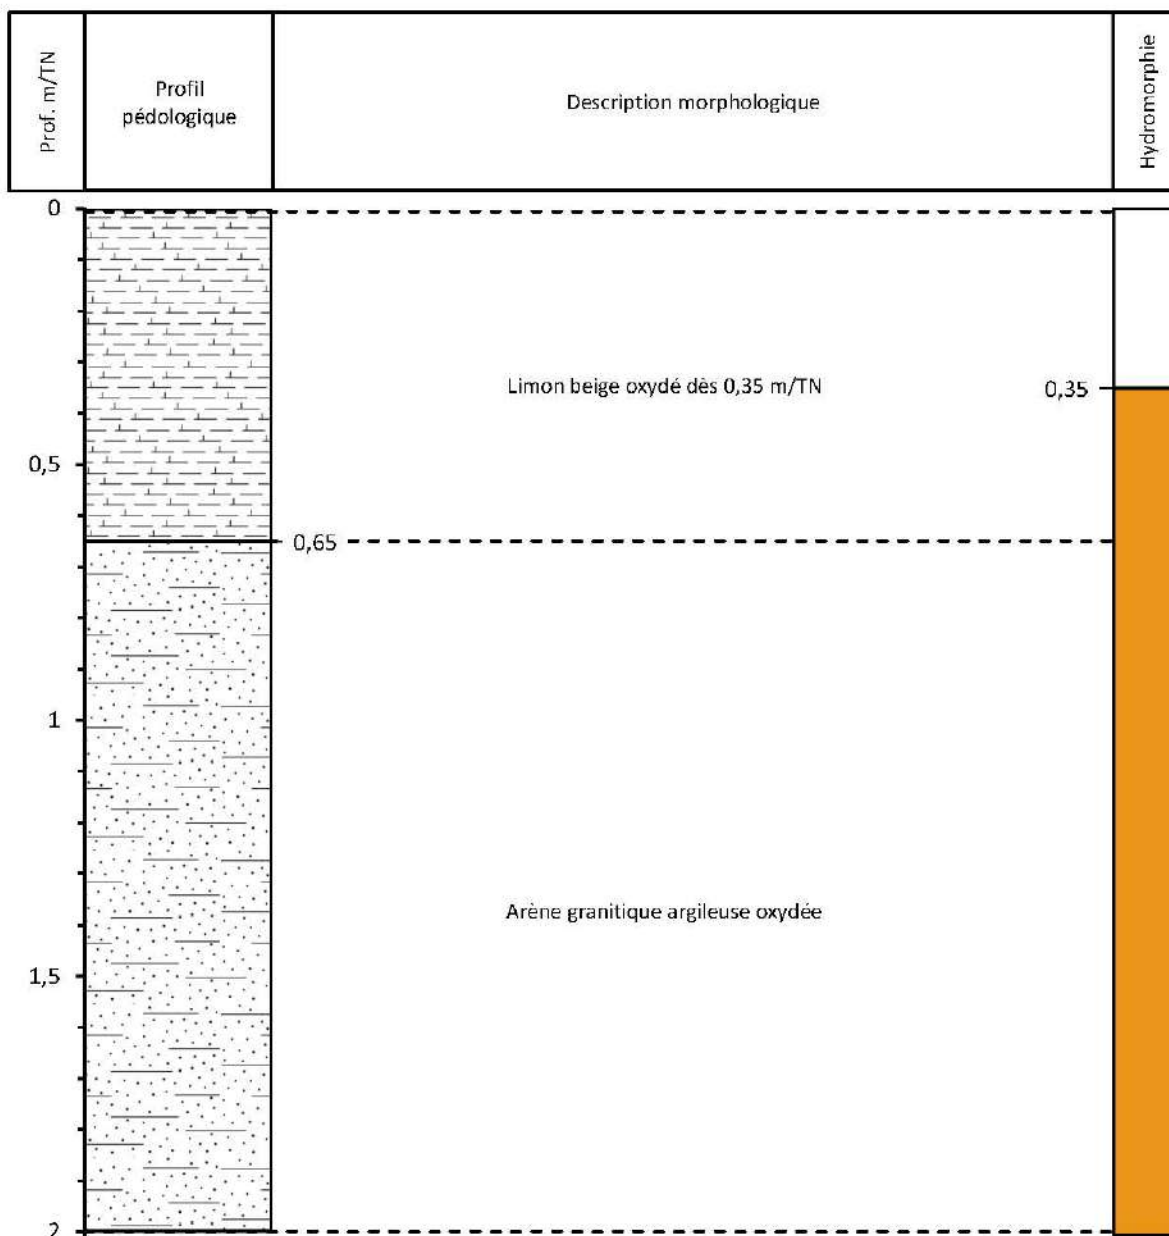 Prof. m/TN
Profil
pédologique
Description morphologique
Hydromorphie
0
Limon beige oxydé dès 0,35 m/TN
0,35
0,5
0,65
1
Arène granitique argileuse oxydée
1,5
2